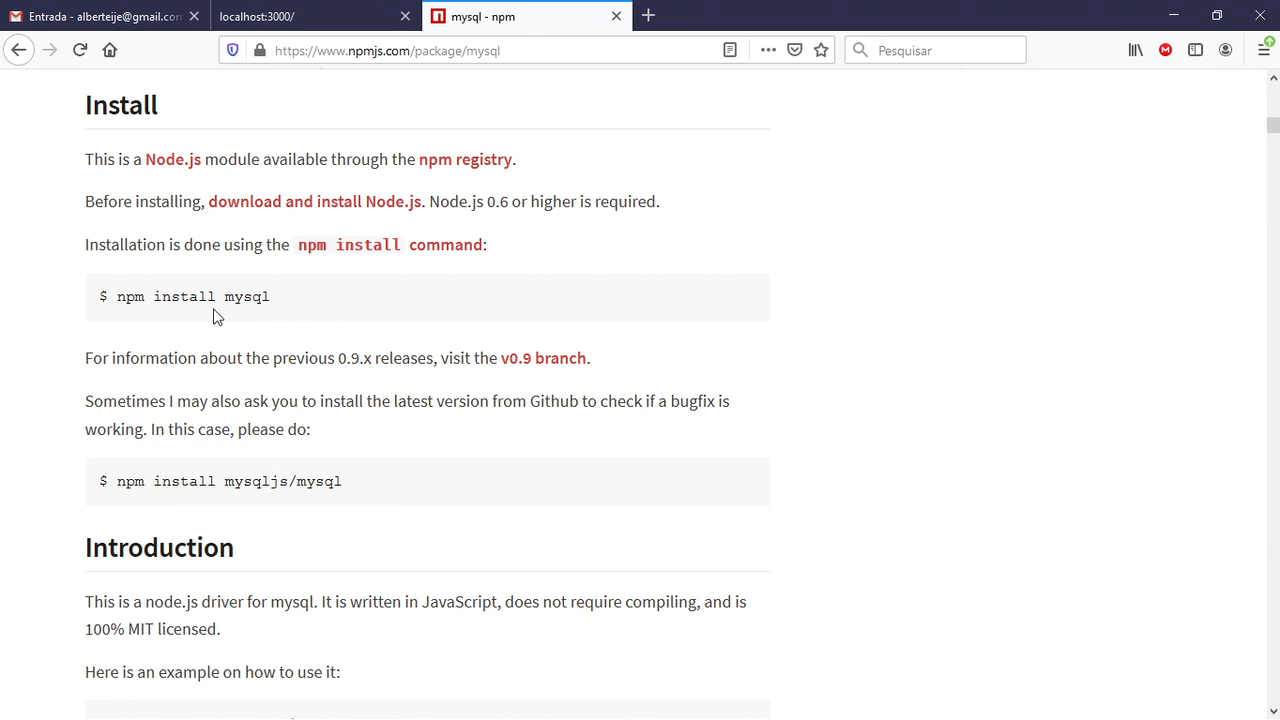 Entrada - alberteije@gmail.con
localhost:3000/
mysql - npm
https://www.npmjs.com/package/mysql
Pesquisar
Install
This is a Node.js module available through the npm registry.
Before installing, download and install Node.js. Node.js 0.6 or higher is required.
Installation is done using the npm install command:
$ npm install mysql
For information about the previous 0.9.x releases, visit the v0.9 branch.
Sometimes I may also ask you to install the latest version from Github to check if a bugfix is
working. In this case, please do:
$ npm install mysqljs/mysql
Introduction
This is a node.js driver for mysql. It is written in JavaScript, does not require compiling, and is
100% MIT licensed.
Here is an example on how to use it: